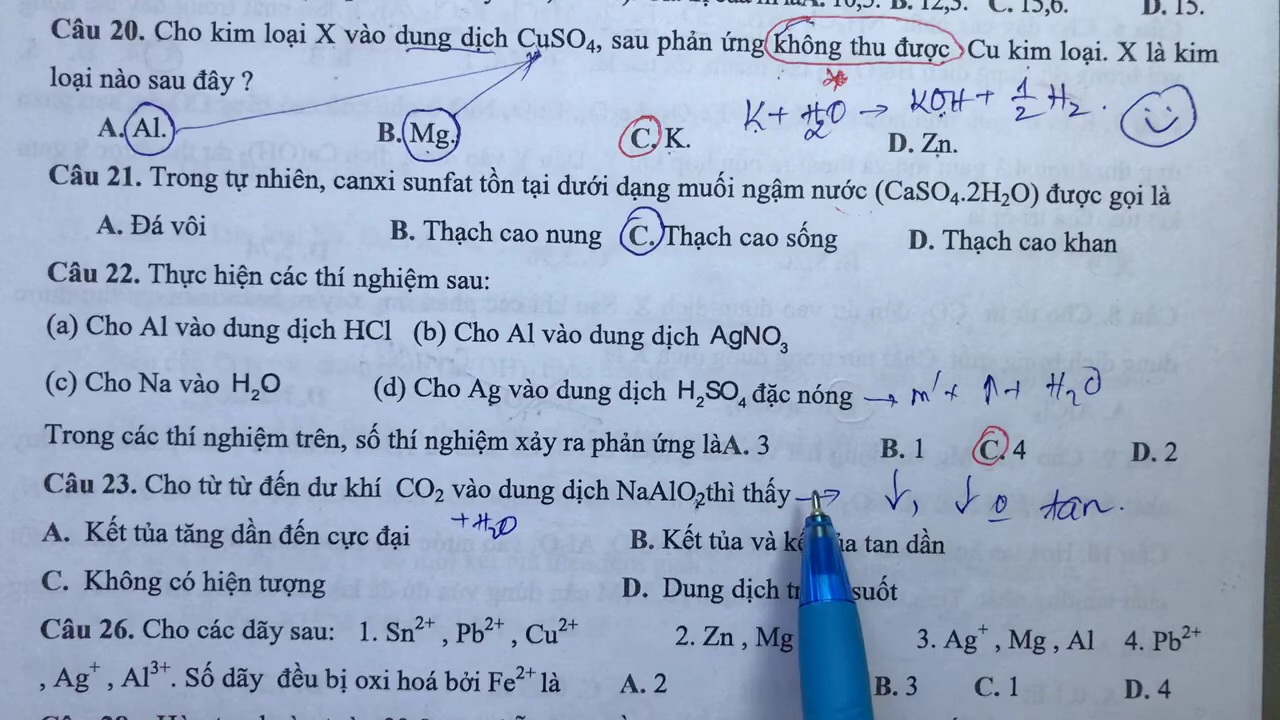 10,5. B. 12,5. C. 15,6. D. 15.
Câu 20. Cho kim loại X vào dung dịch CuSO₄, sau phản ứng không thu được Cu kim loại. X là kim
loại nào sau đây ?
K + H₂O → KOH + 1/2 H₂.
A. Al. B. Mg. C. K. D. Zn.
Câu 21. Trong tự nhiên, canxi sunfat tồn tại dưới dạng muối ngậm nước (CaSO₄.2H₂O) được gọi là
A. Đá vôi B. Thạch cao nung C. Thạch cao sống D. Thạch cao khan
Câu 22. Thực hiện các thí nghiệm sau:
(a) Cho Al vào dung dịch HCl (b) Cho Al vào dung dịch AgNO₃
(c) Cho Na vào H₂O (d) Cho Ag vào dung dịch H₂SO₄ đặc nóng → m' + ↑ + H₂O
Trong các thí nghiệm trên, số thí nghiệm xảy ra phản ứng làA. 3 B. 1 C. 4 D. 2
Câu 23. Cho từ từ đến dư khí CO₂ vào dung dịch NaAlO₂thì thấy → ↓, ↓ o tan.
+ H₂O
A. Kết tủa tăng dần đến cực đại B. Kết tủa và tan dần
C. Không có hiện tượng D. Dung dịch suốt
Câu 26. Cho các dãy sau: 1. Sn²⁺ , Pb²⁺ , Cu²⁺ 2. Zn , Mg 3. Ag⁺ , Mg , Al 4. Pb²⁺
, Ag⁺ , Al³⁺. Số dãy đều bị oxi hoá bởi Fe²⁺ là A. 2 B. 3 C. 1 D. 4